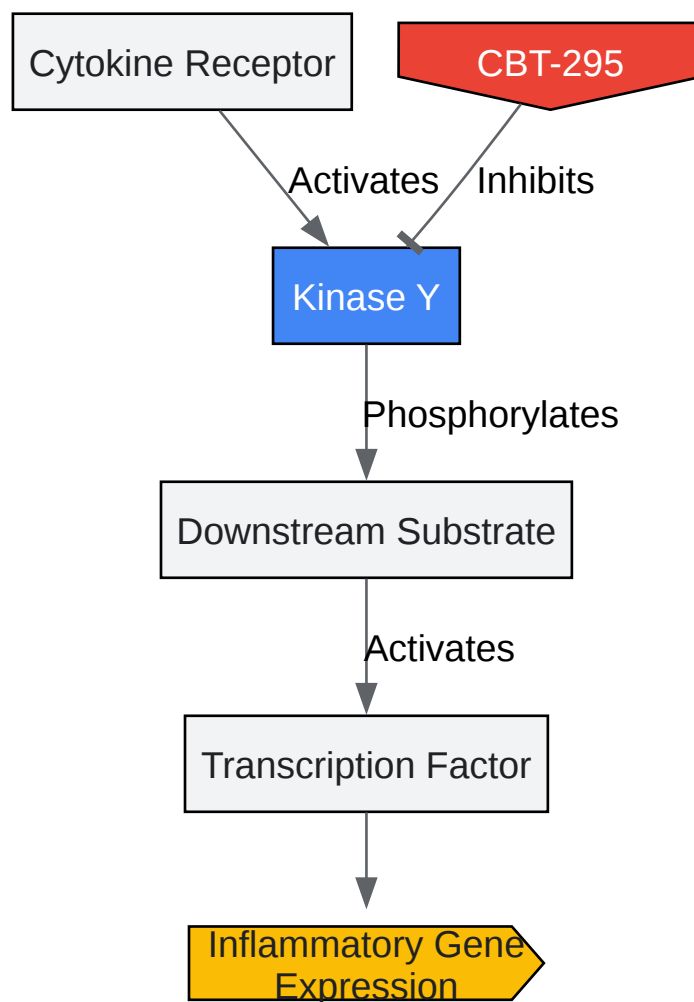 Cytokine Receptor
CBT-295
Activates
Inhibits
Kinase Y
Phosphorylates
Downstream Substrate
Activates
Transcription Factor
Inflammatory Gene
Expression